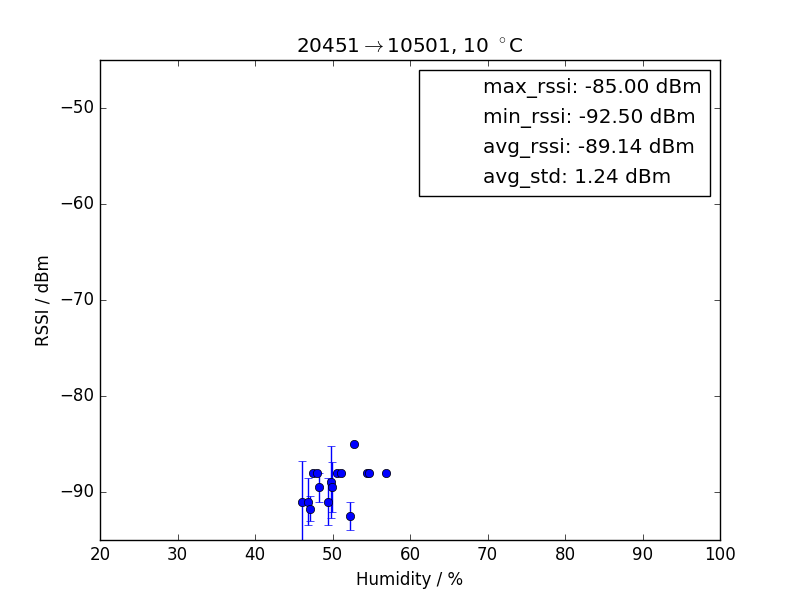 20451→10501, 10 °C
max_rssi: -85.00 dBm
min_rssi: -92.50 dBm
avg_rssi: -89.14 dBm
avg_std: 1.24 dBm
RSSI / dBm
−50
−60
−70
−80
−90
20 30 40 50 60 70 80 90 100
Humidity / %